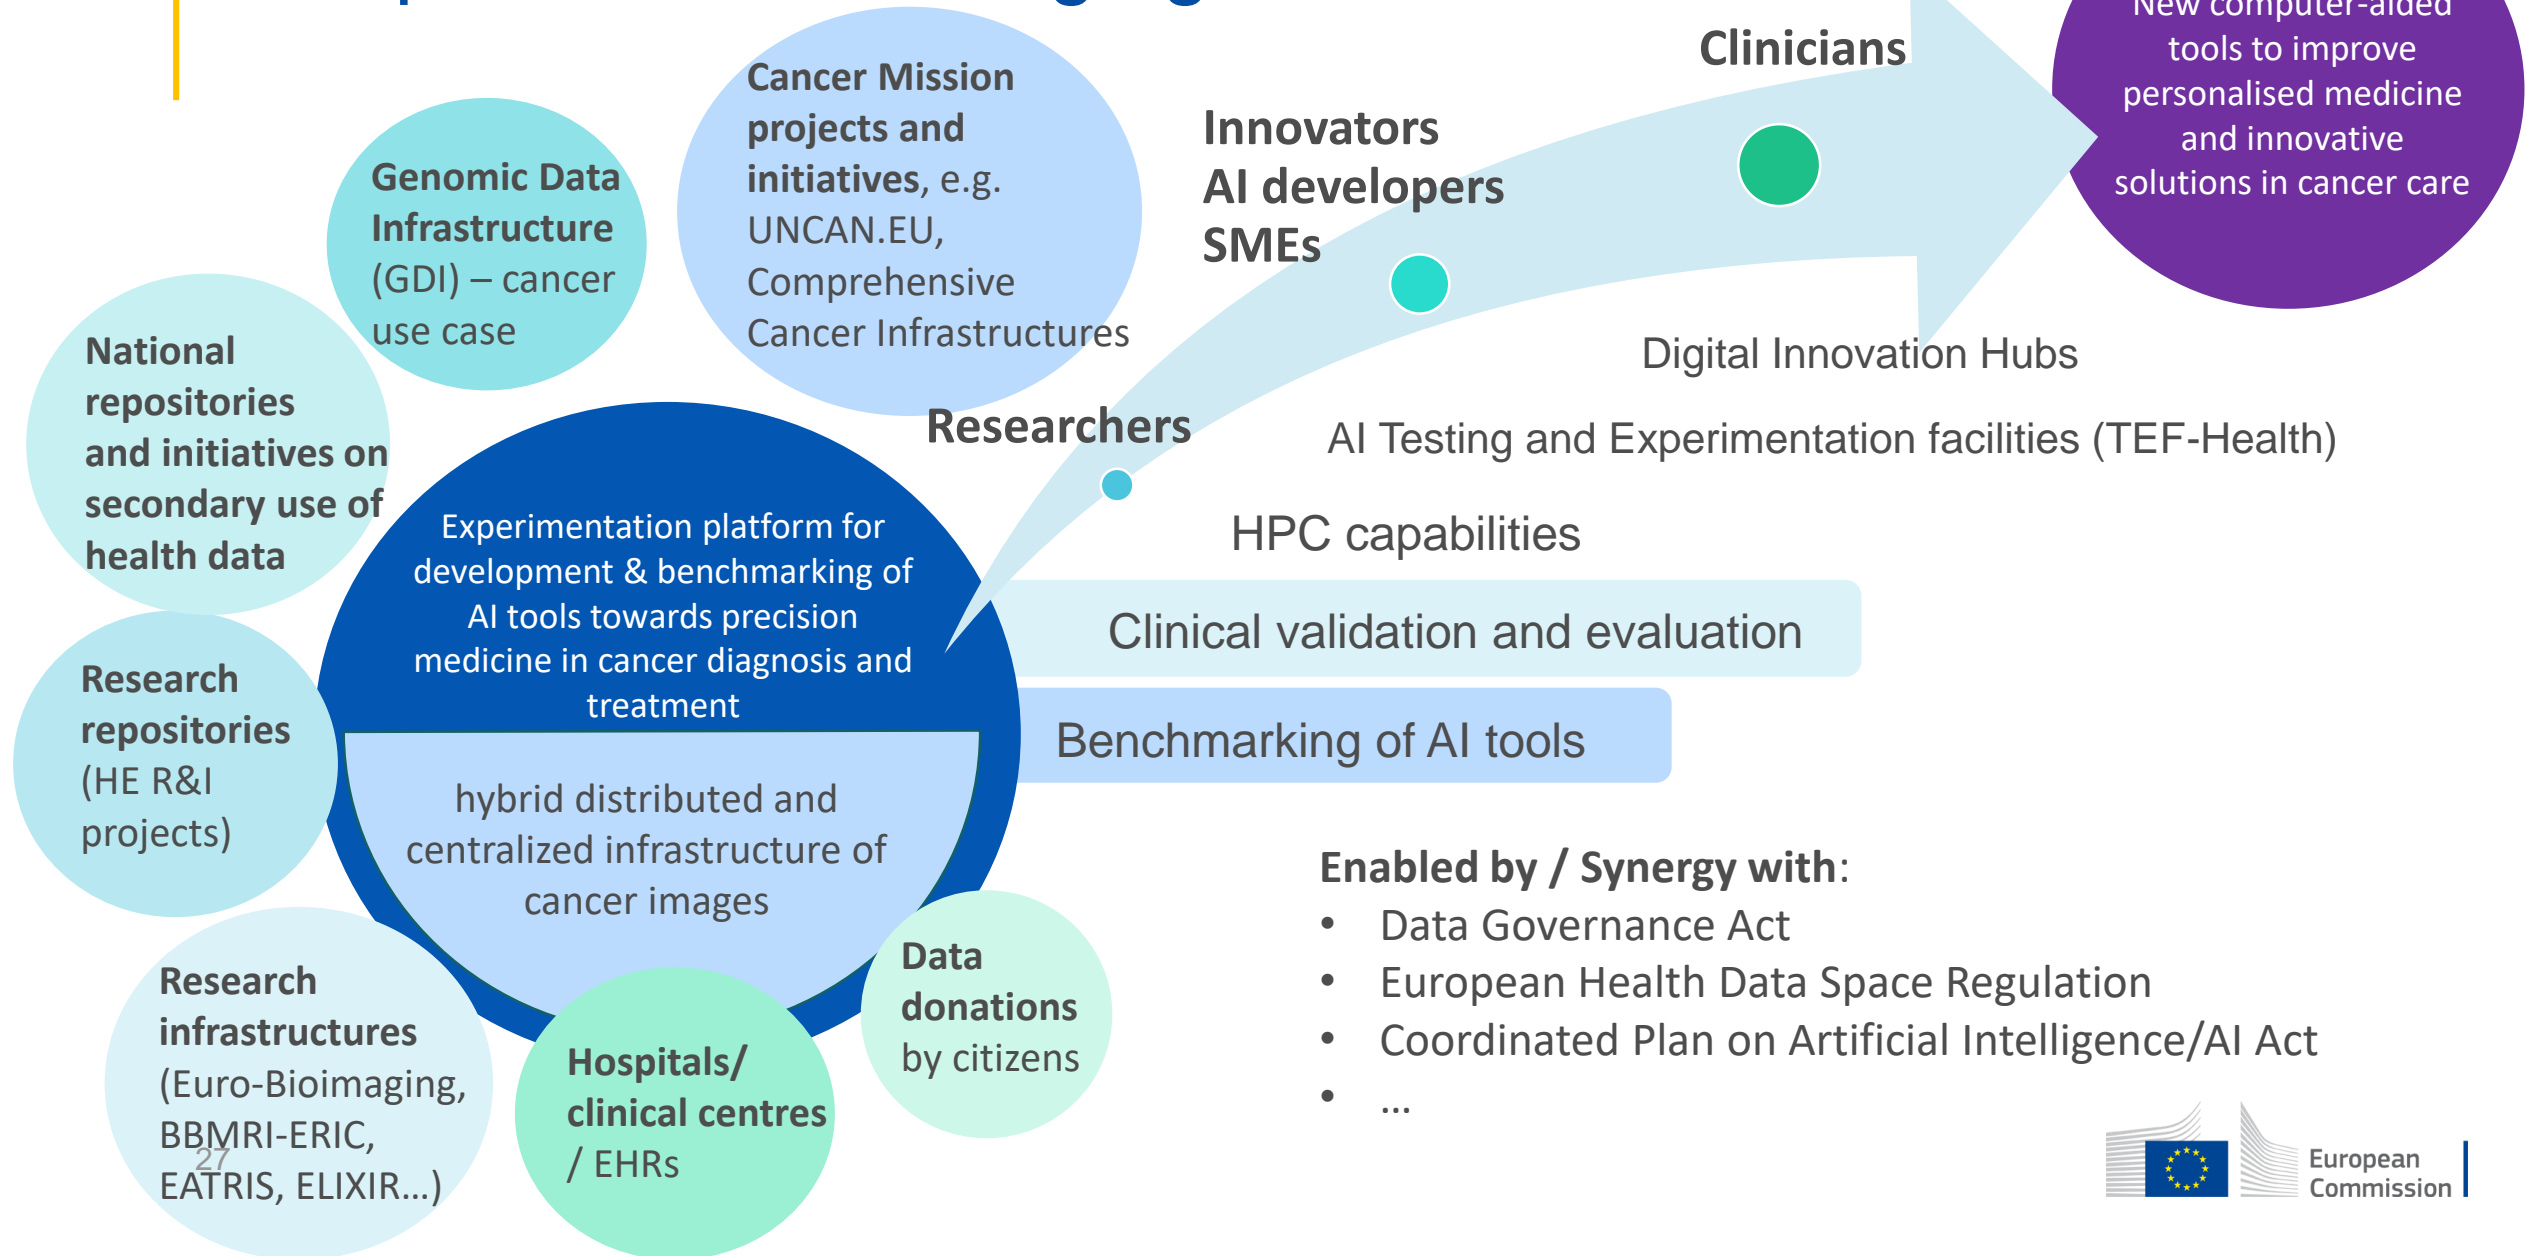 New computer-aided
tools to improve
personalised medicine
and innovative
solutions in cancer care
Clinicians
Innovators
AI developers
SMEs
Researchers
Cancer Mission
projects and
initiatives, e.g.
UNCAN.EU,
Comprehensive
Cancer Infrastructures
Genomic Data
Infrastructure
(GDI) – cancer
use case
National
repositories
and initiatives on
secondary use of
health data
Research
repositories
(HE R&I
projects)
Research
infrastructures
(Euro-Bioimaging,
BBMRI-ERIC,
EATRIS, ELIXIR...)
27
Hospitals/
clinical centres
/ EHRs
Data
donations
by citizens
Experimentation platform for
development & benchmarking of
AI tools towards precision
medicine in cancer diagnosis and
treatment
hybrid distributed and
centralized infrastructure of
cancer images
Digital Innovation Hubs
AI Testing and Experimentation facilities (TEF-Health)
HPC capabilities
Clinical validation and evaluation
Benchmarking of AI tools
Enabled by / Synergy with:
• Data Governance Act
• European Health Data Space Regulation
• Coordinated Plan on Artificial Intelligence/AI Act
• ...
European
Commission